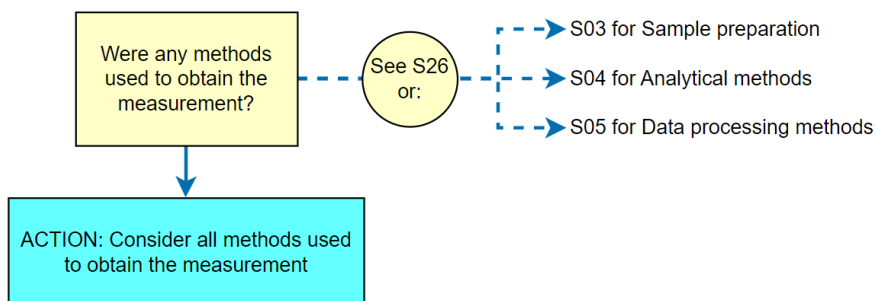 Were any methods
used to obtain the
measurement?
See S26
or:
S03 for Sample preparation
S04 for Analytical methods
S05 for Data processing methods
ACTION: Consider all methods used
to obtain the measurement